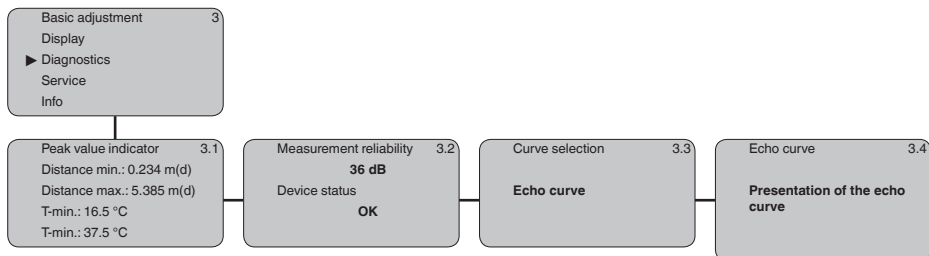 Basic adjustment 3
Display
▶ Diagnostics
Service
Info
Peak value indicator 3.1
Distance min.: 0.234 m(d)
Distance max.: 5.385 m(d)
T-min.: 16.5 °C
T-min.: 37.5 °C
Measurement reliability 3.2
36 dB
Device status
OK
Curve selection 3.3
Echo curve
Echo curve 3.4
Presentation of the echo
curve